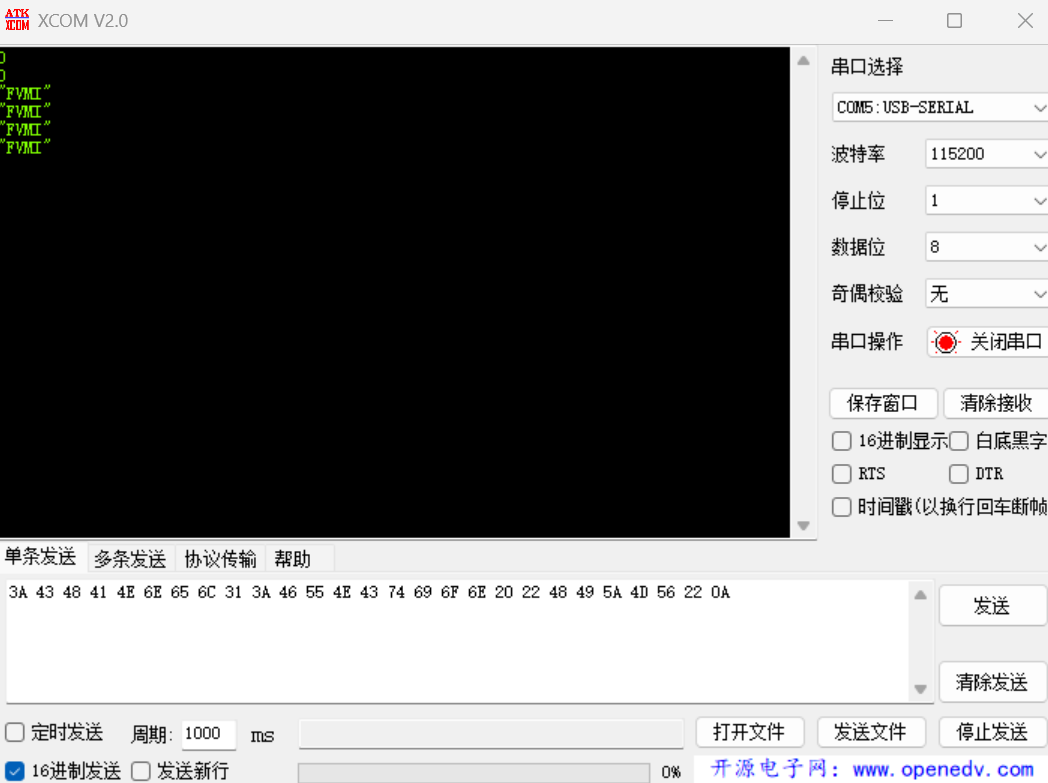 ATK
XCOM XCOM V2.0
0
0
"FVMI"
"FVMI"
"FVMI"
"FVMI"
串口选择
COM5:USB-SERIAL
波特率 115200
停止位 1
数据位 8
奇偶校验 无
串口操作 关闭串口
保存窗口 清除接收
16进制显示 白底黑字
RTS DTR
时间戳(以换行回车断帧
单条发送 多条发送 协议传输 帮助
3A 43 48 41 4E 6E 65 6C 31 3A 46 55 4E 43 74 69 6F 6E 20 22 48 49 5A 4D 56 22 0A
发送
清除发送
定时发送 周期: 1000 ms 打开文件 发送文件 停止发送
16进制发送 发送新行 0% 开源电子网: www.openedv.com